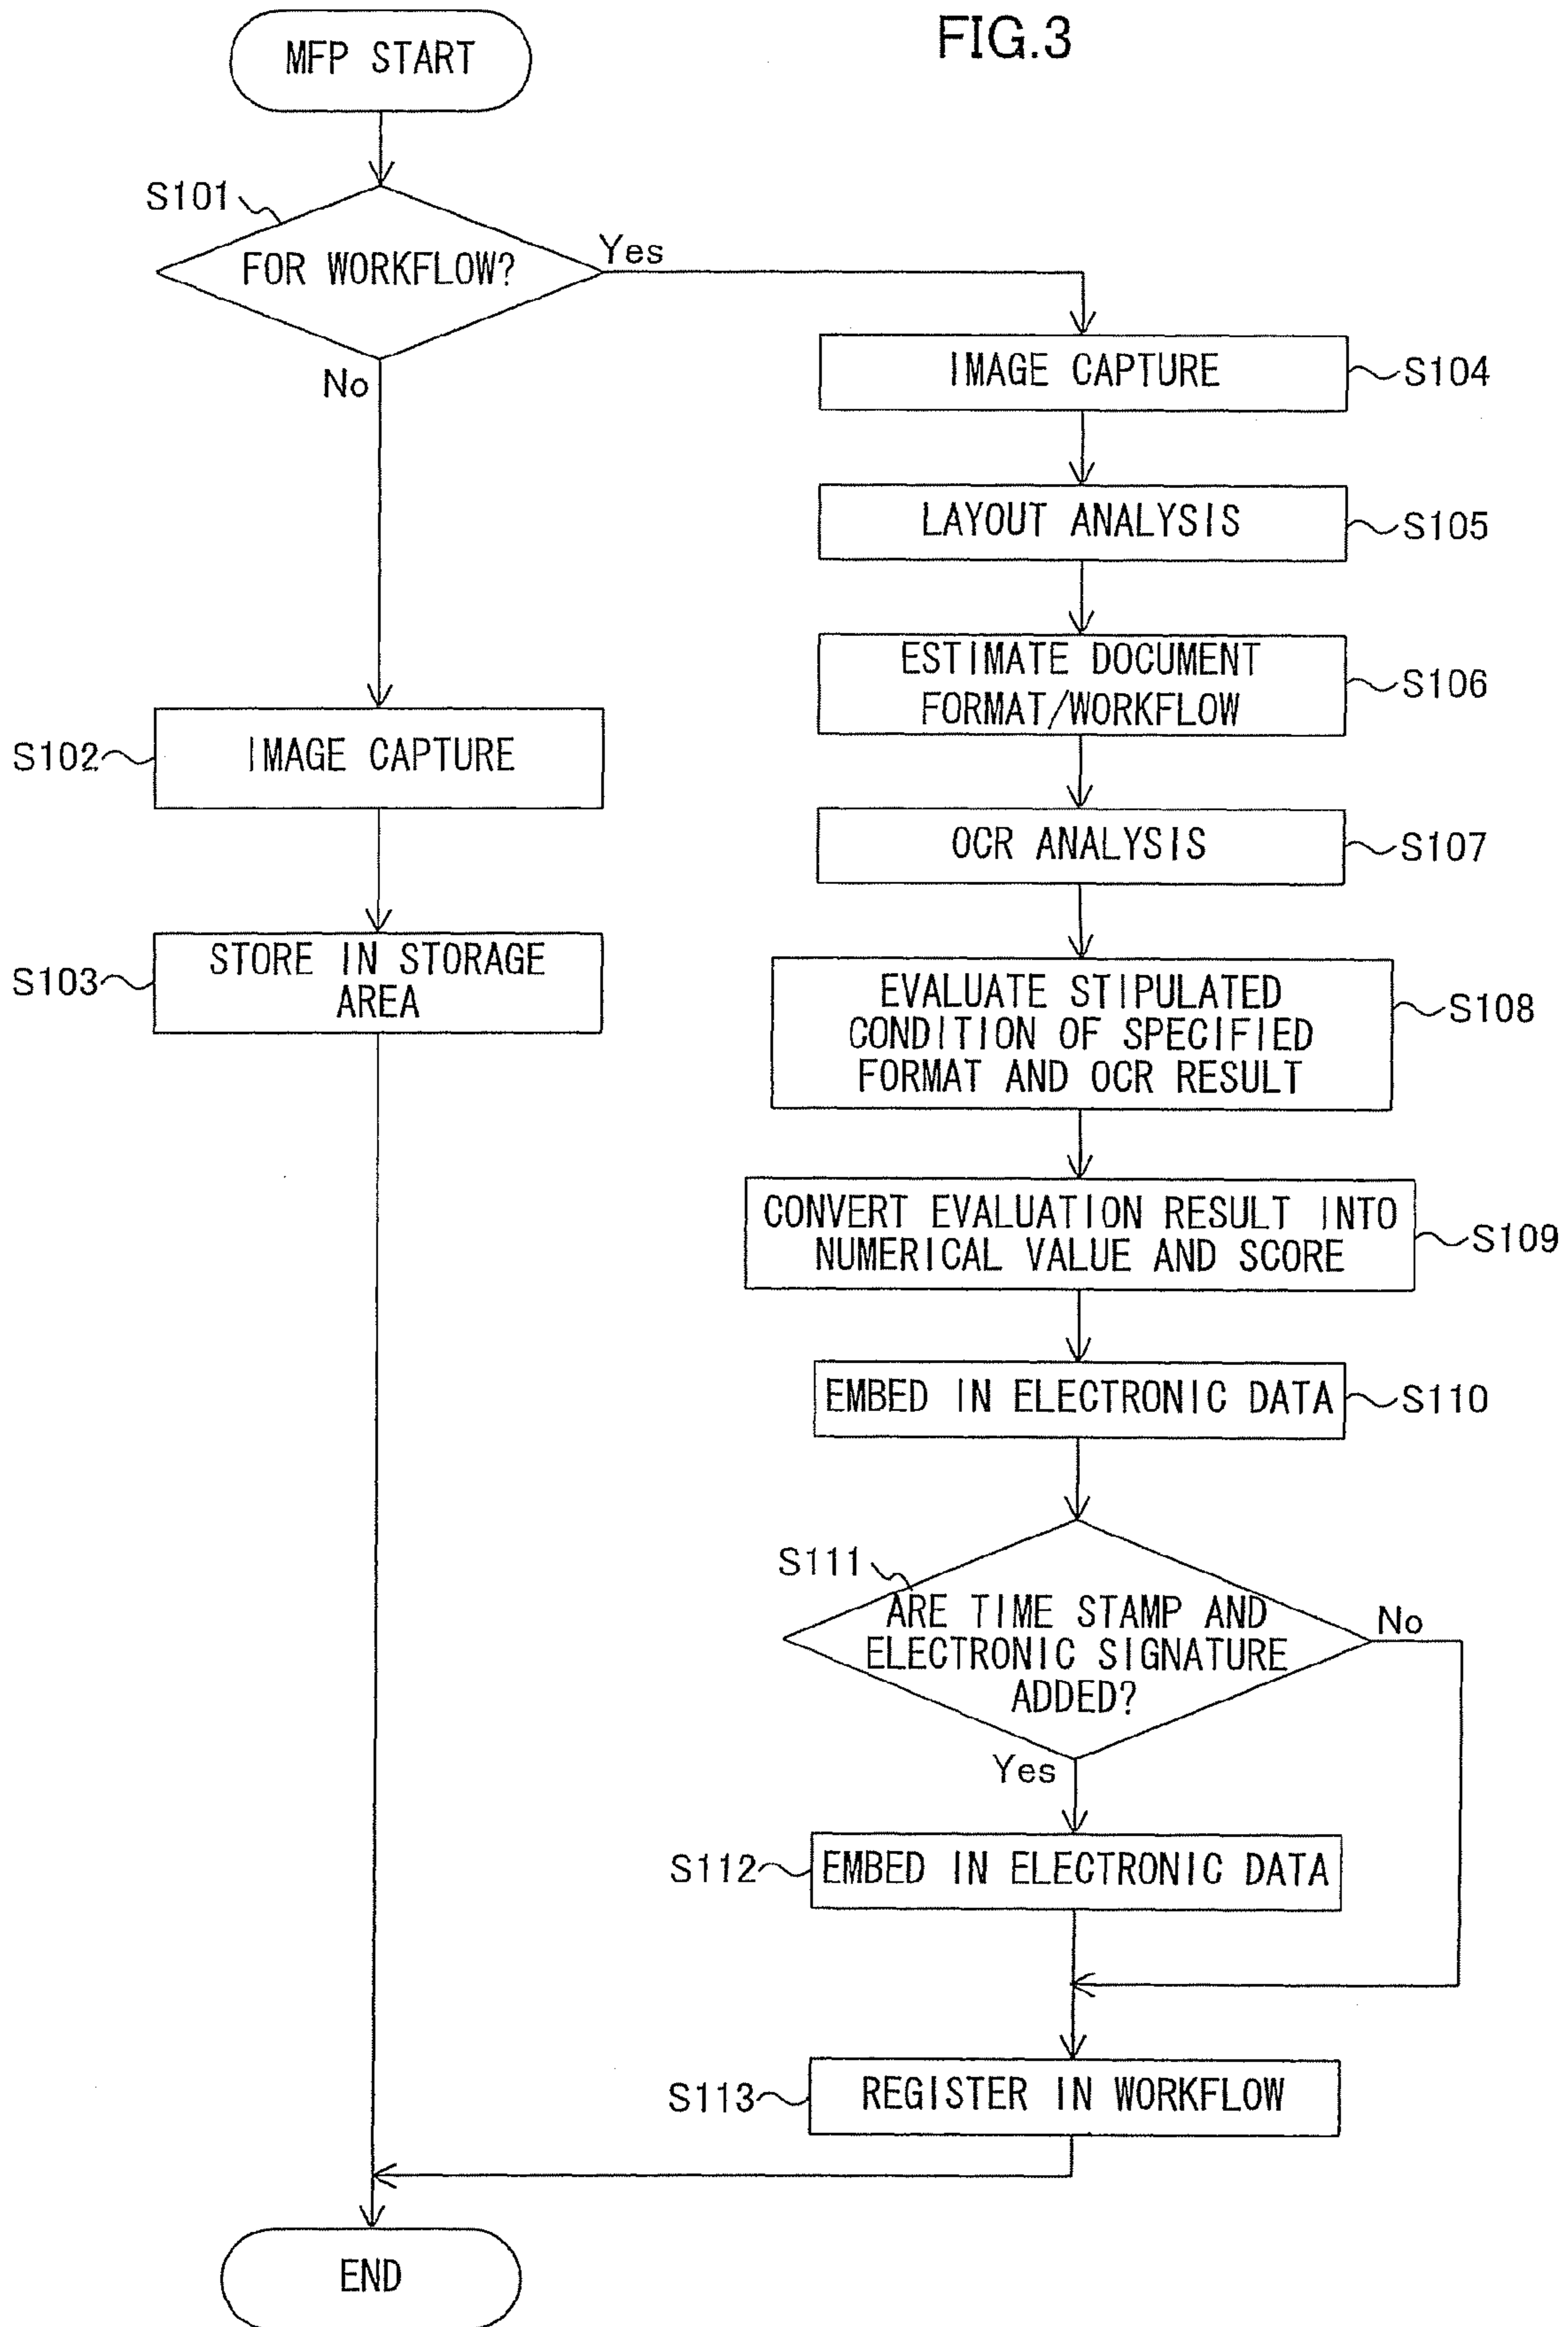 FIG.3
MFP START
S101
FOR WORKFLOW?
Yes
No
S102
IMAGE CAPTURE
S103
STORE IN STORAGE
AREA
IMAGE CAPTURE
S104
LAYOUT ANALYSIS
S105
ESTIMATE DOCUMENT
FORMAT/WORKFLOW
S106
OCR ANALYSIS
S107
EVALUATE STIPULATED
CONDITION OF SPECIFIED
FORMAT AND OCR RESULT
S108
CONVERT EVALUATION RESULT INTO
NUMERICAL VALUE AND SCORE
S109
EMBED IN ELECTRONIC DATA
S110
S111
ARE TIME STAMP AND
ELECTRONIC SIGNATURE
ADDED?
No
Yes
S112
EMBED IN ELECTRONIC DATA
S113
REGISTER IN WORKFLOW
END